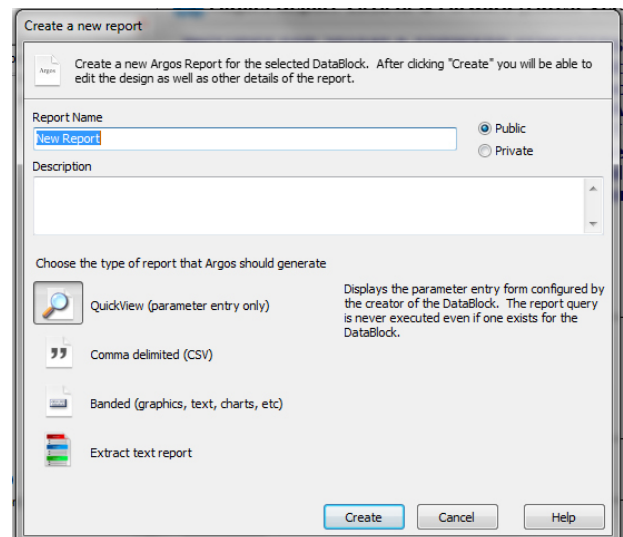 Create a new report
Argos
Create a new Argos Report for the selected DataBlock. After clicking "Create" you will be able to
edit the design as well as other details of the report.
Report Name
New Report
Public
Private
Description
Choose the type of report that Argos should generate
QuickView (parameter entry only)
Displays the parameter entry form configured by
the creator of the DataBlock. The report query
is never executed even if one exists for the
DataBlock.
Comma delimited (CSV)
Banded (graphics, text, charts, etc)
Extract text report
Create
Cancel
Help